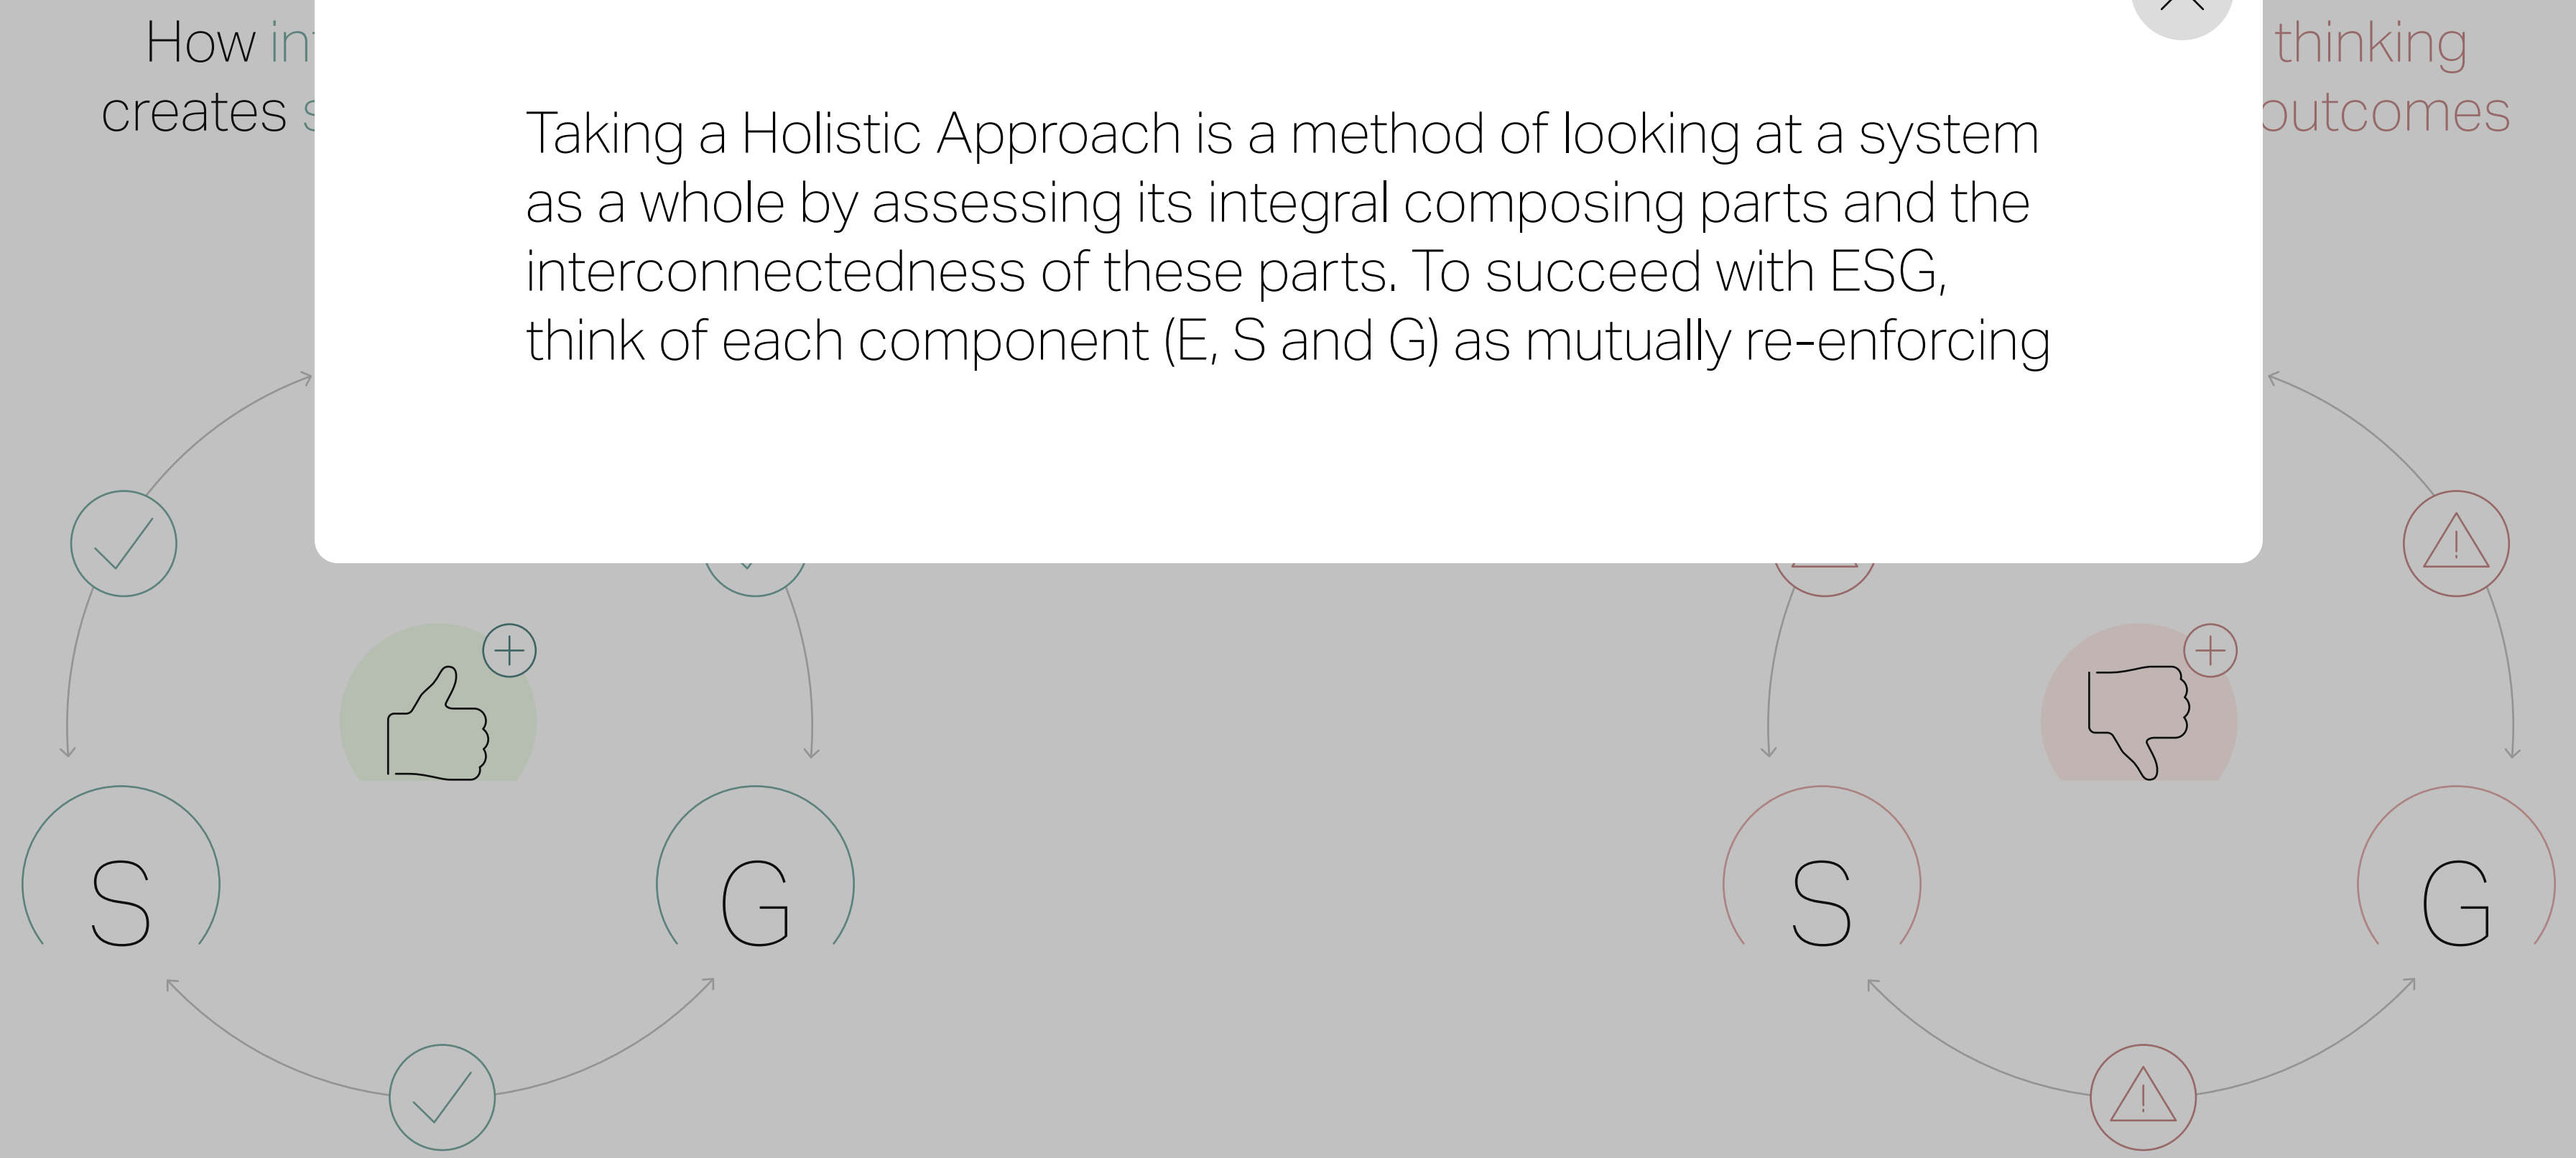 How
creates
thinking
outcomes
Taking a Holistic Approach is a method of looking at a system
as a whole by assessing its integral composing parts and the
interconnectedness of these parts. To succeed with ESG,
think of each component (E, S and G) as mutually re-enforcing
S
G
S
G